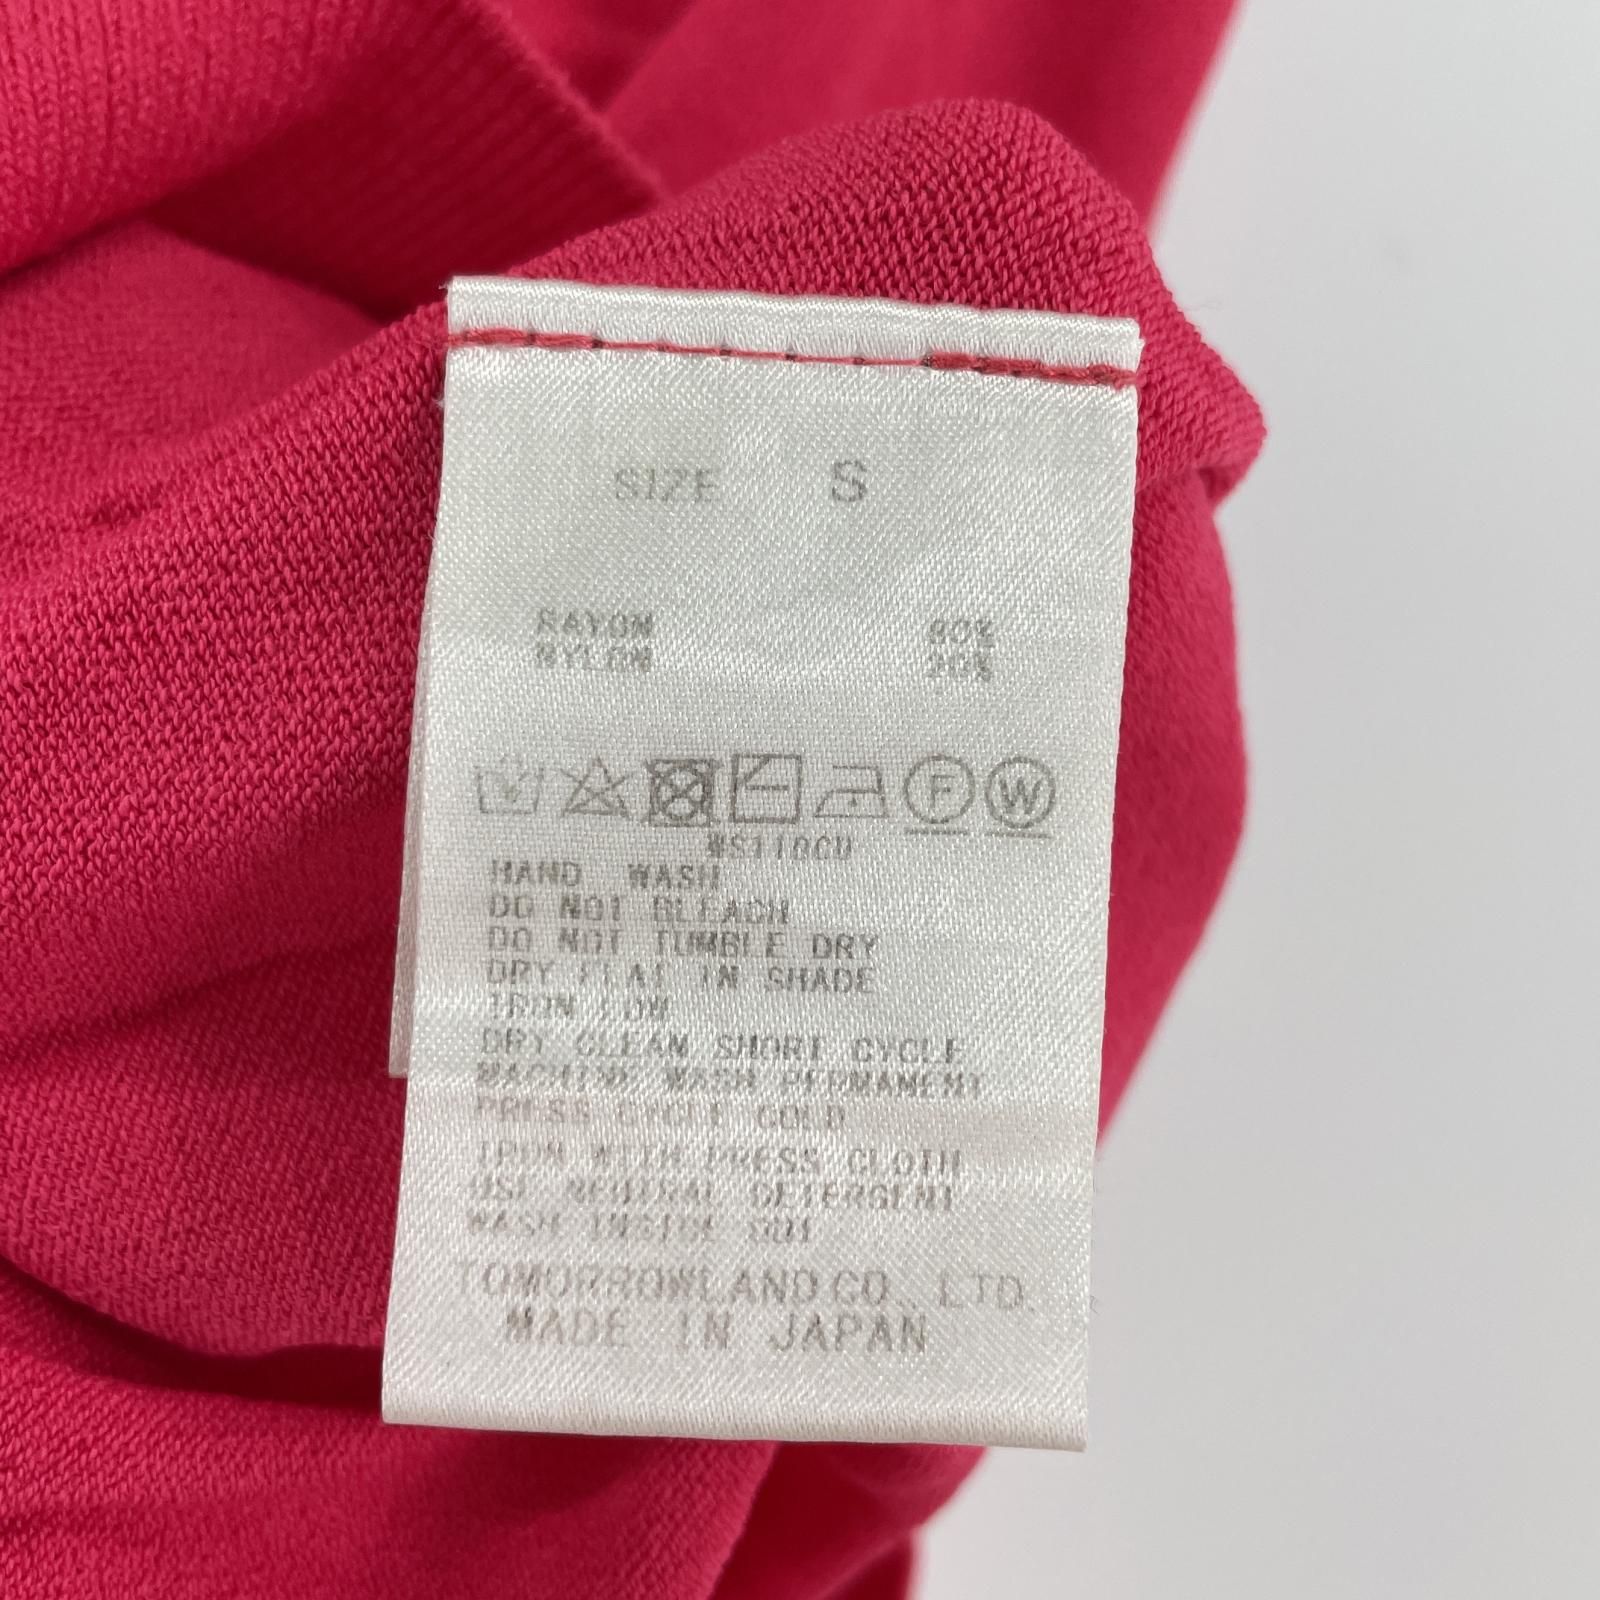 SIZE S
RAYON 80%
NYLON 20%
F W
WS110CU
HAND WASH
DO NOT BLEACH
DO NOT TUMBLE DRY
DRY FLAT IN SHADE
IRON LOW
DRY CLEAN SHORT CYCLE
MACHINE WASH PERMANENT
PRESS CYCLE COLD
IRON WITH PRESS CLOTH
USE NEUTRAL DETERGENT
WASH INSIDE OUT
TOMORROWLAND CO., LTD.
MADE IN JAPAN